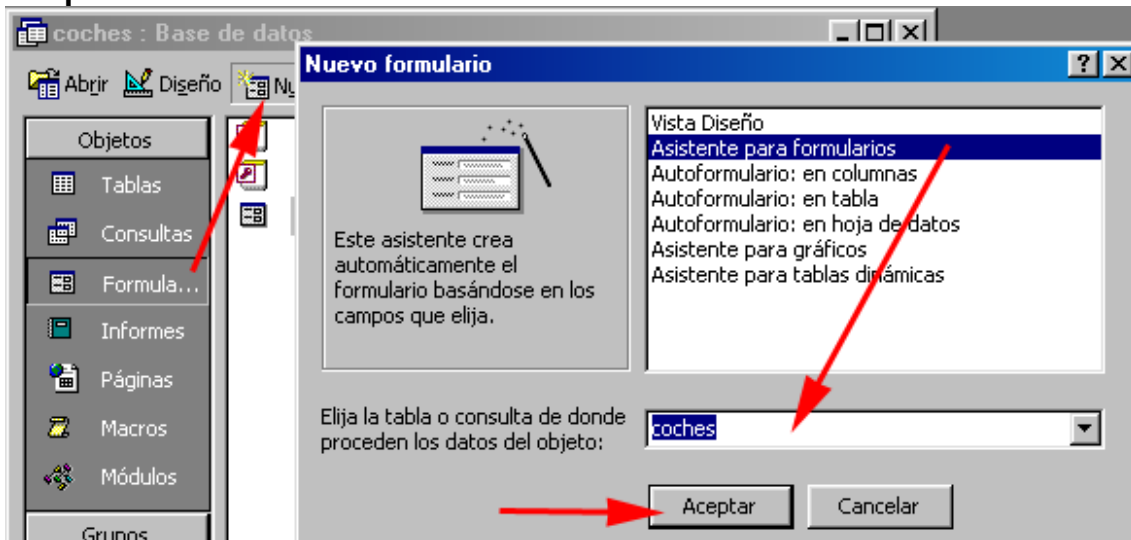 coches : Base de datos
Nuevo formulario
Abrir Diseño
Objetos
Tablas
Consultas
Formula...
Informes
Páginas
Macros
Módulos
Grupos
Este asistente crea
automáticamente el
formulario basándose en los
campos que elija.
Vista Diseño
Asistente para formularios
Autoformulario: en columnas
Autoformulario: en tabla
Autoformulario: en hoja de datos
Asistente para gráficos
Asistente para tablas dinámicas
Elija la tabla o consulta de donde
proceden los datos del objeto:
coches
Aceptar Cancelar